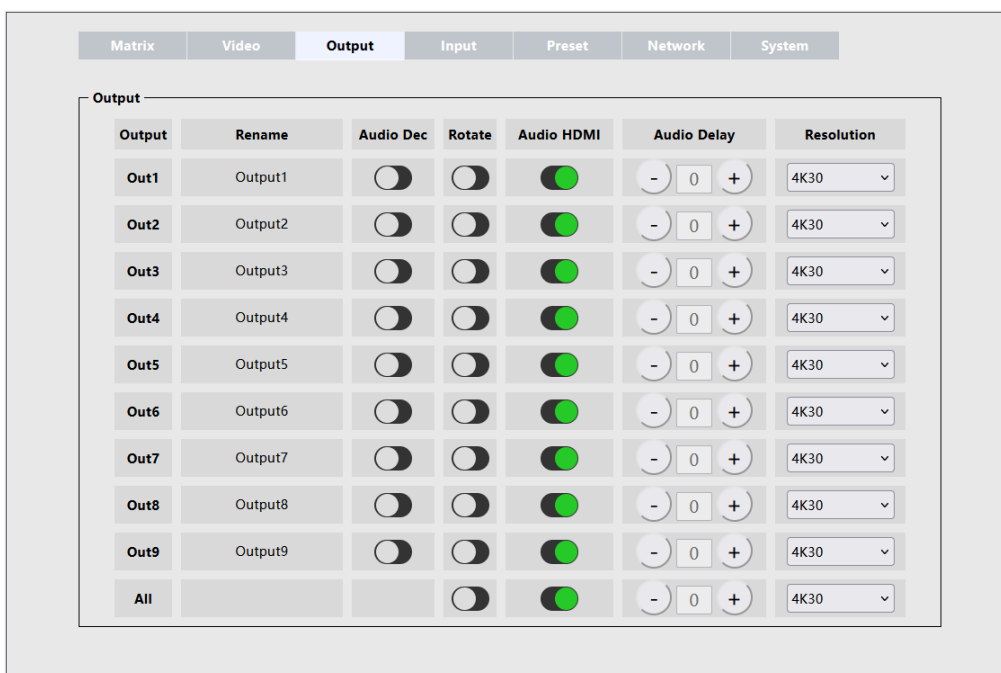 Matrix Video Output Input Preset Network System
Output
Output Rename Audio Dec Rotate Audio HDMI Audio Delay Resolution
Out1 Output1 - 0 + 4K30
Out2 Output2 - 0 + 4K30
Out3 Output3 - 0 + 4K30
Out4 Output4 - 0 + 4K30
Out5 Output5 - 0 + 4K30
Out6 Output6 - 0 + 4K30
Out7 Output7 - 0 + 4K30
Out8 Output8 - 0 + 4K30
Out9 Output9 - 0 + 4K30
All - 0 + 4K30